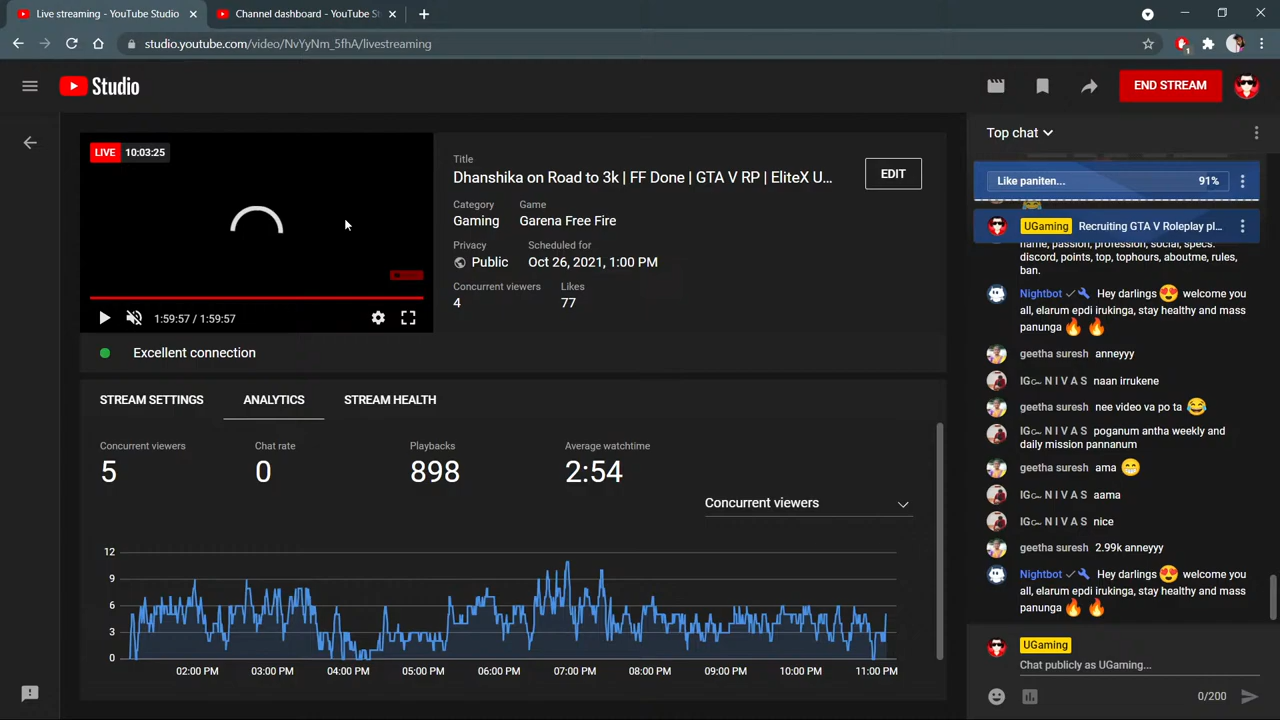 Live streaming - YouTube Studio
Channel dashboard - YouTube St
studio.youtube.com/video/NvYyNm_5fhA/livestreaming
1
Studio
END STREAM
LIVE 10:03:25
1:59:57 / 1:59:57
Title
Dhanshika on Road to 3k | FF Done | GTA V RP | EliteX U...
EDIT
Category Game
Gaming Garena Free Fire
Privacy Scheduled for
Public Oct 26, 2021, 1:00 PM
Concurrent viewers Likes
4 77
Excellent connection
STREAM SETTINGS ANALYTICS STREAM HEALTH
Concurrent viewers Chat rate Playbacks Average watchtime
5 0 898 2:54
Concurrent viewers
12
9
6
3
0
02:00 PM 03:00 PM 04:00 PM 05:00 PM 06:00 PM 07:00 PM 08:00 PM 09:00 PM 10:00 PM 11:00 PM
Top chat
Like paniten... 91%
UGaming Recruiting GTA V Roleplay pl...
name, passion, profession, social, specs.
discord, points, top, tophours, aboutme, rules,
ban.
Nightbot Hey darlings 😍 welcome you
all, elarum epdi irukinga, stay healthy and mass
panunga 🔥 🔥
geetha suresh anneyyy
N I V A S naan irrukene
geetha suresh nee video va po ta 😂
N I V A S poganum antha weekly and
daily mission pannanum
geetha suresh ama 😁
N I V A S aama
N I V A S nice
geetha suresh 2.99k anneyyy
Nightbot Hey darlings 😍 welcome you
all, elarum epdi irukinga, stay healthy and mass
panunga 🔥 🔥
UGaming
Chat publicly as UGaming...
0/200